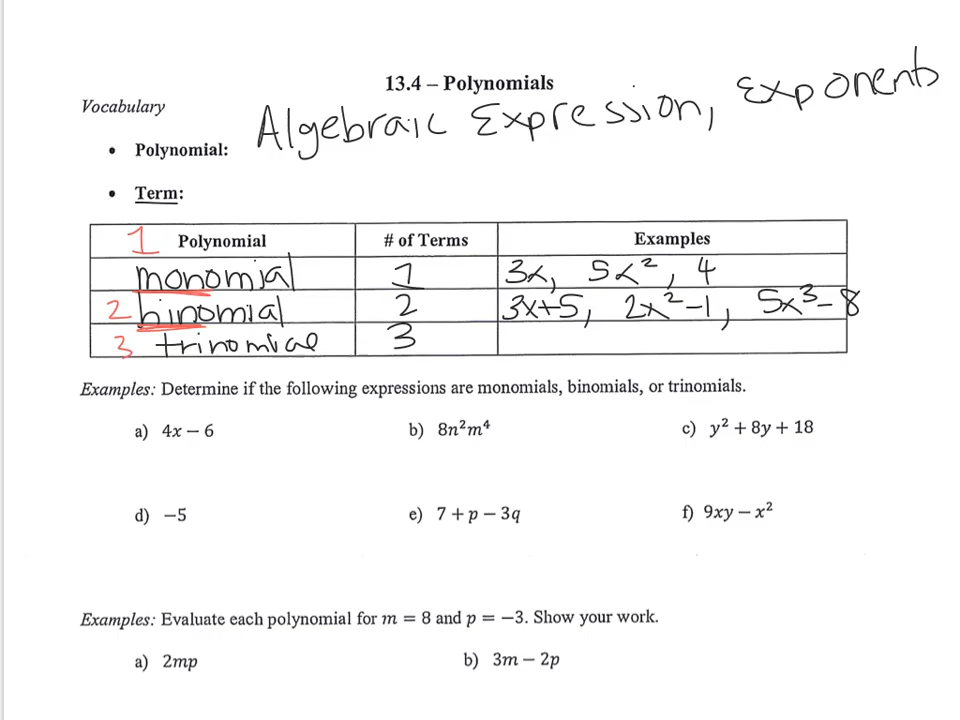 13.4 – Polynomials
Vocabulary
• Polynomial: Algebraic Expression, Exponents
• Term:
1 Polynomial # of Terms Examples
monomial 1 3x, 5x², 4
2 binomial 2 3x+5, 2x²-1, 5x³-8
3 trinomial 3
Examples: Determine if the following expressions are monomials, binomials, or trinomials.
a) 4x – 6 b) 8n²m⁴ c) y² + 8y + 18
d) –5 e) 7 + p – 3q f) 9xy – x²
Examples: Evaluate each polynomial for m = 8 and p = –3. Show your work.
a) 2mp b) 3m – 2p